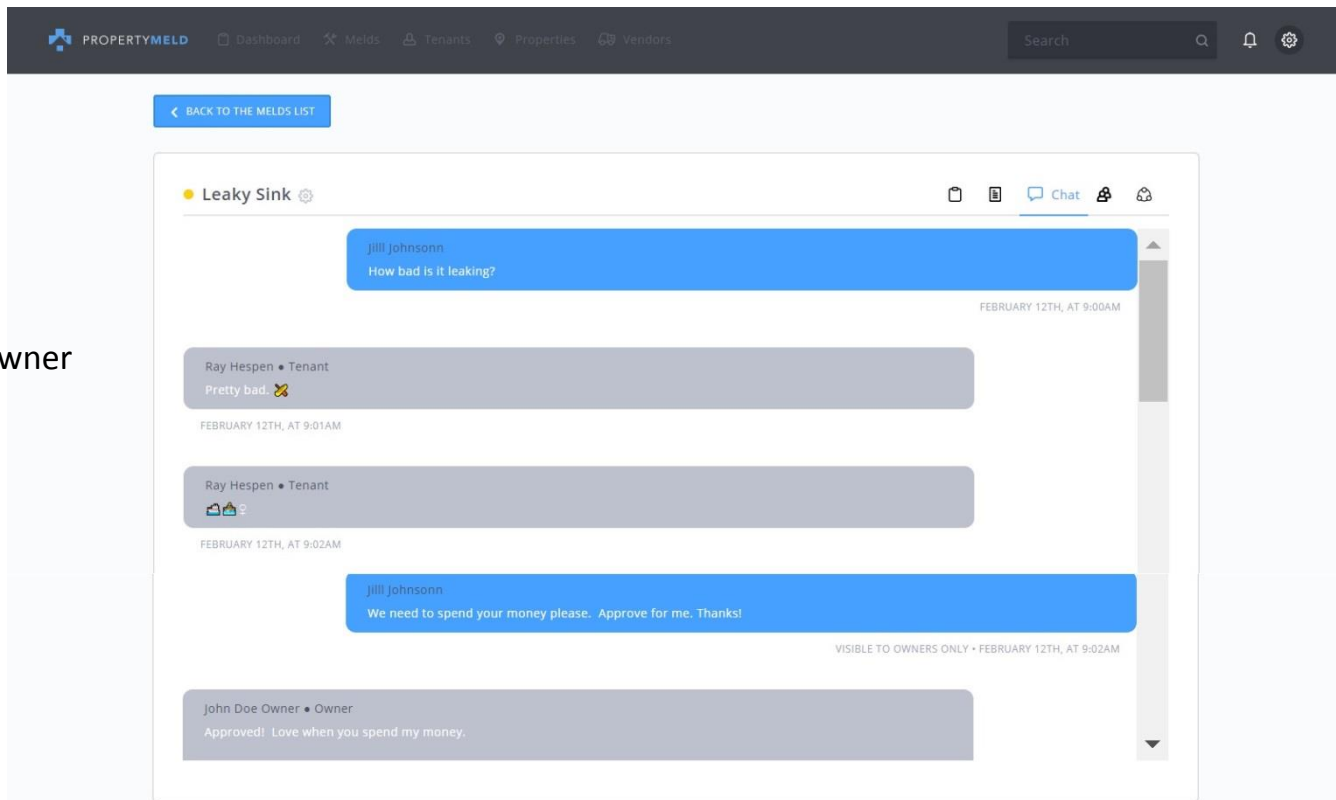 PROPERTYMELD Dashboard Melds Tenants Properties Vendors Search
BACK TO THE MELDS LIST
Leaky Sink Chat
Jilll Johnsonn
How bad is it leaking?
FEBRUARY 12TH, AT 9:00AM
wner
Ray Hespen • Tenant
Pretty bad.
FEBRUARY 12TH, AT 9:01AM
Ray Hespen • Tenant
FEBRUARY 12TH, AT 9:02AM
Jilll Johnsonn
We need to spend your money please. Approve for me. Thanks!
VISIBLE TO OWNERS ONLY • FEBRUARY 12TH, AT 9:02AM
John Doe Owner • Owner
Approved! Love when you spend my money.